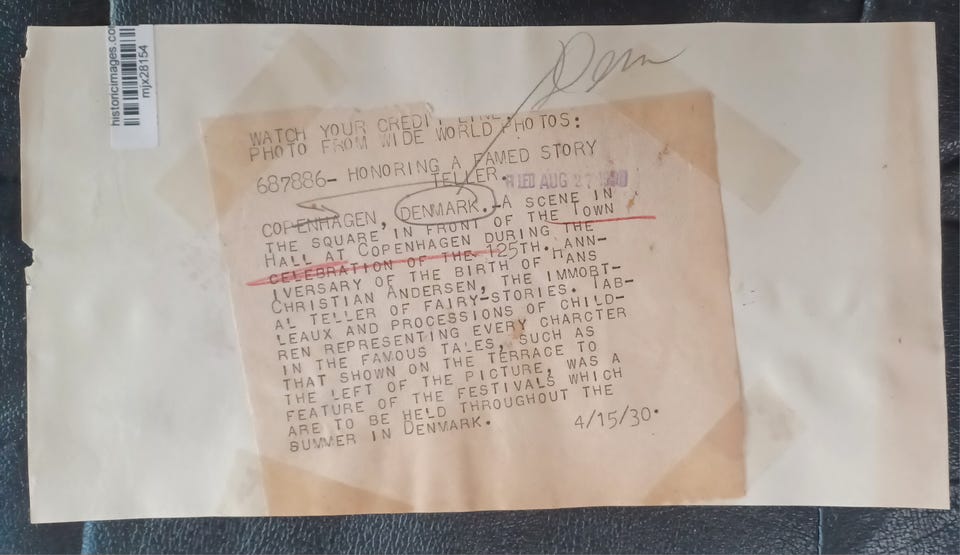 historicimages.co
mjx28154
Dem
WATCH YOUR CREDIT LINE,
PHOTO FROM WIDE WORLD PHOTOS:
687886- HONORING A FAMED STORY
TELLER.
FILED AUG 27 1930
COPENHAGEN, DENMARK.-A SCENE IN
THE SQUARE IN FRONT OF THE TOWN
HALL AT COPENHAGEN DURING THE
CELEBRATION OF THE 125TH. ANN-
IVERSARY OF THE BIRTH OF HANS
CHRISTIAN ANDERSEN, THE IMMORT-
AL TELLER OF FAIRY-STORIES. TAB-
LEAUX AND PROCESSIONS OF CHILD-
REN REPRESENTING EVERY CHARCTER
IN THE FAMOUS TALES, SUCH AS
THAT SHOWN ON THE TERRACE TO
THE LEFT OF THE PICTURE, WAS A
FEATURE OF THE FESTIVALS WHICH
ARE TO BE HELD THROUGHOUT THE
SUMMER IN DENMARK. 4/15/30.